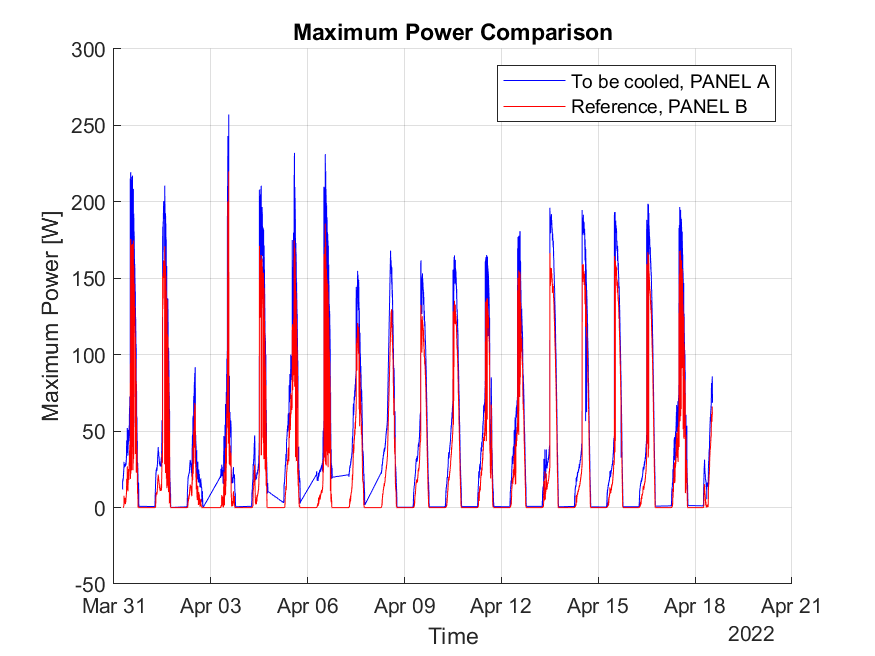 Maximum Power Comparison
To be cooled, PANEL A
Reference, PANEL B
Maximum Power [W]
300
250
200
150
100
50
0
-50
Mar 31 Apr 03 Apr 06 Apr 09 Apr 12 Apr 15 Apr 18 Apr 21
Time
2022